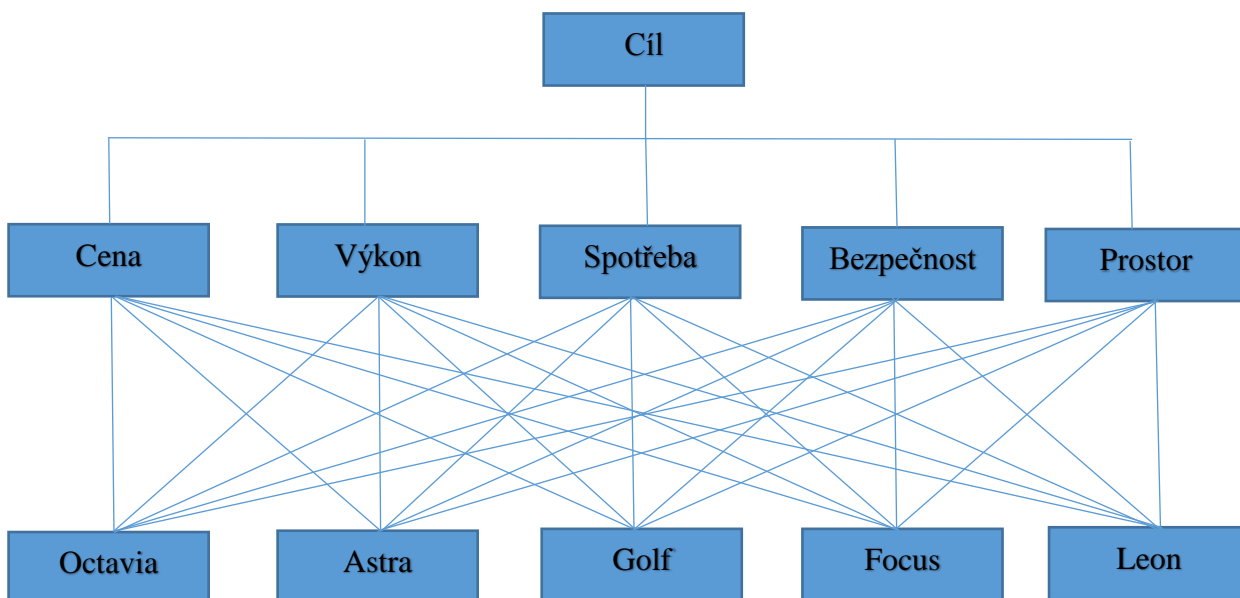 Cíl
Cena
Výkon
Spotřeba
Bezpečnost
Prostor
Octavia
Astra
Golf
Focus
Leon